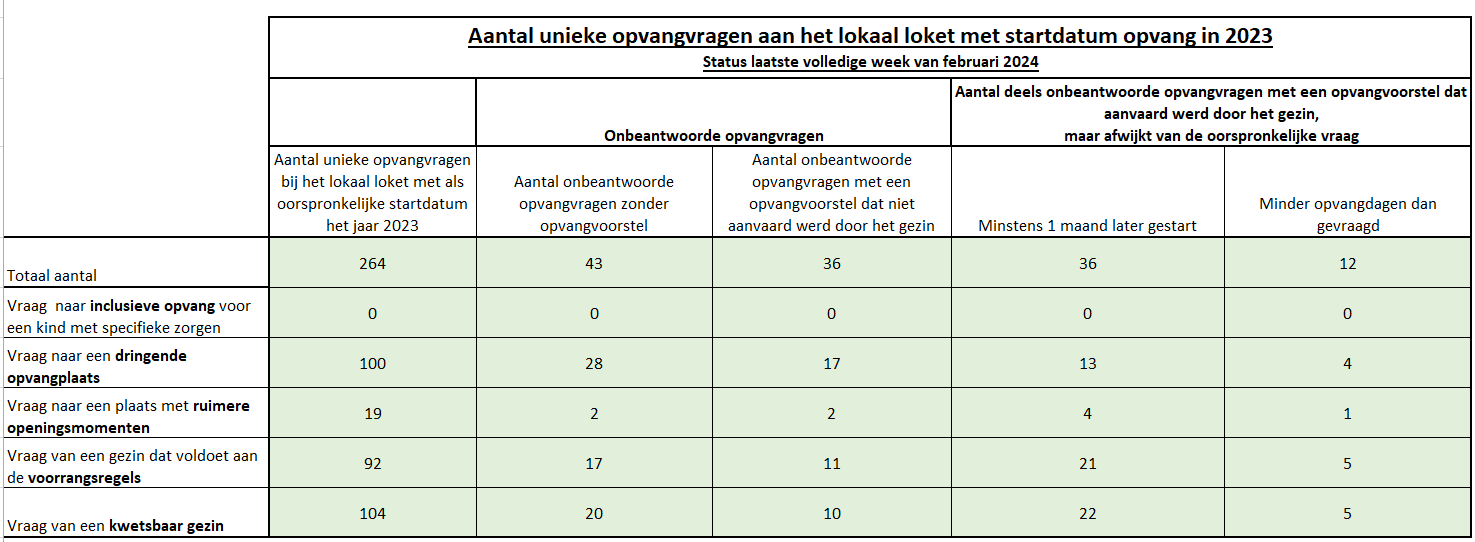 Aantal unieke opvangvragen aan het lokaal loket met startdatum opvang in 2023
Status laatste volledige week van februari 2024
Onbeantwoorde opvangvragen
Aantal deels onbeantwoorde opvangvragen met een opvangvoorstel dat
aanvaard werd door het gezin,
maar afwijkt van de oorspronkelijke vraag
Aantal unieke opvangvragen
bij het lokaal loket met als
oorspronkelijke startdatum
het jaar 2023
Aantal onbeantwoorde
opvangvragen zonder
opvangvoorstel
Aantal onbeantwoorde
opvangvragen met een
opvangvoorstel dat niet
aanvaard werd door het gezin
Minstens 1 maand later gestart
Minder opvangdagen dan
gevraagd
Totaal aantal 264 43 36 36 12
Vraag  naar inclusieve opvang voor
een kind met specifieke zorgen 0 0 0 0 0
Vraag naar een dringende
opvangplaats 100 28 17 13 4
Vraag naar een plaats met ruimere
openingsmomenten 19 2 2 4 1
Vraag van een gezin dat voldoet aan
de voorrangsregels 92 17 11 21 5
Vraag van een kwetsbaar gezin 104 20 10 22 5